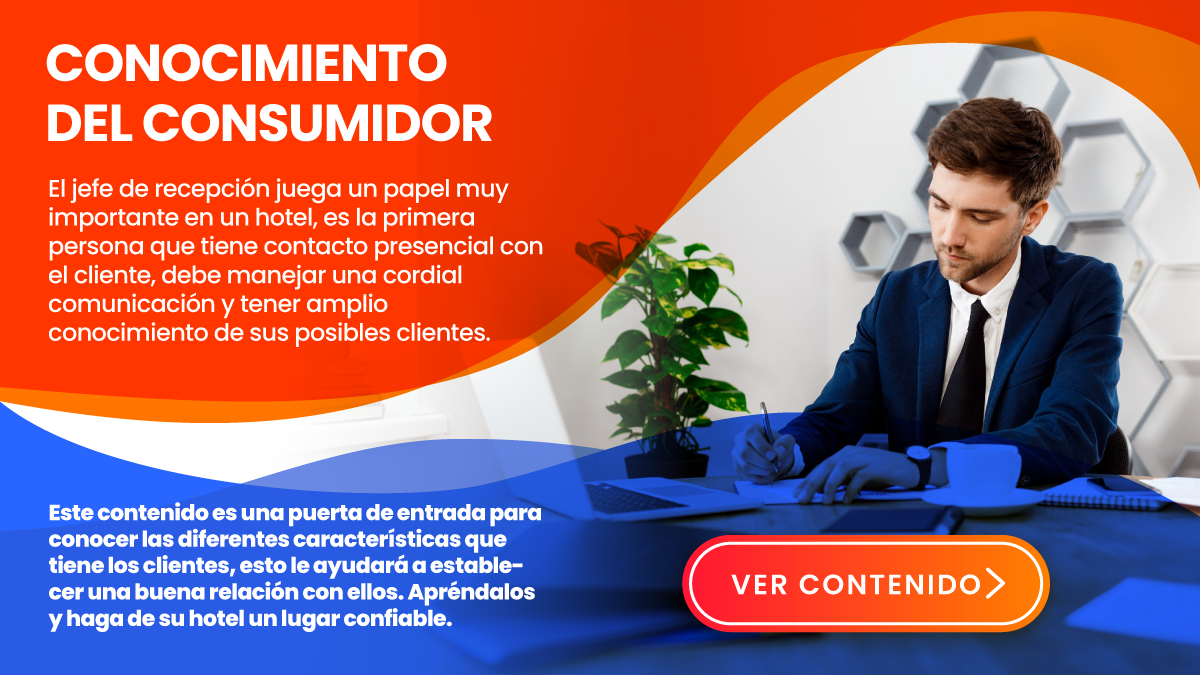 CONOCIMIENTO
DEL CONSUMIDOR
El jefe de recepción juega un papel muy
importante en un hotel, es la primera
persona que tiene contacto presencial con
el cliente, debe manejar una cordial
comunicación y tener amplio
conocimiento de sus posibles clientes.
Este contenido es una puerta de entrada para
conocer las diferentes características que
tiene los clientes, esto le ayudará a estable-
cer una buena relación con ellos. Apréndalos
y haga de su hotel un lugar confiable.
VER CONTENIDO